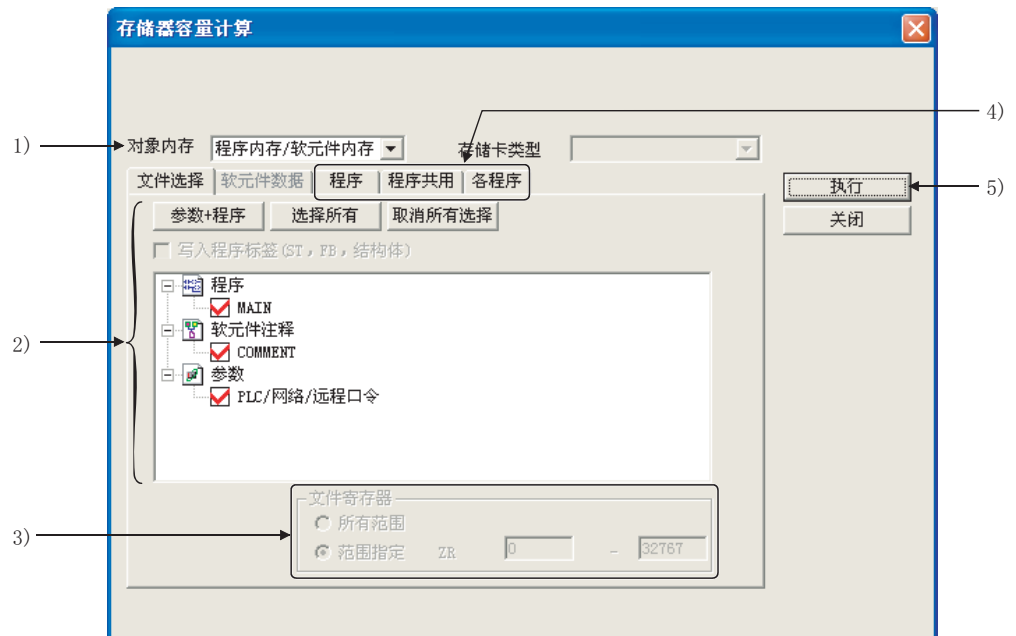 存储器容量计算
4)
1)
对象内存 程序内存/软元件内存 存储卡类型
文件选择 软元件数据 程序 程序共用 各程序
执行 5)
参数+程序 选择所有 取消所有选择
关闭
写入程序标签(ST，FB，结构体)
程序
MAIN
软元件注释
2)
COMMENT
参数
PLC/网络/远程口令
文件寄存器
所有范围
3)
范围指定 ZR 0 - 32767